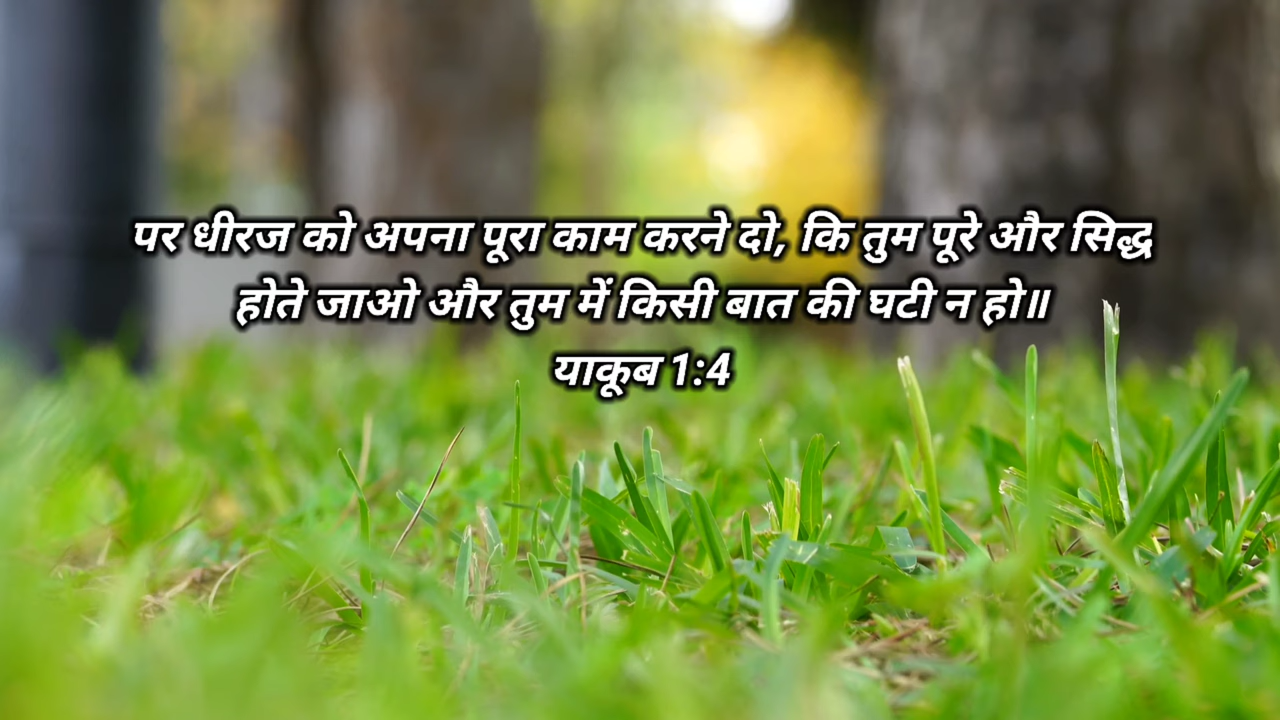 पर धीरज को अपना पूरा काम करने दो, कि तुम पूरे और सिद्ध
होते जाओ और तुम में किसी बात की घटी न हो॥
याकूब 1:4